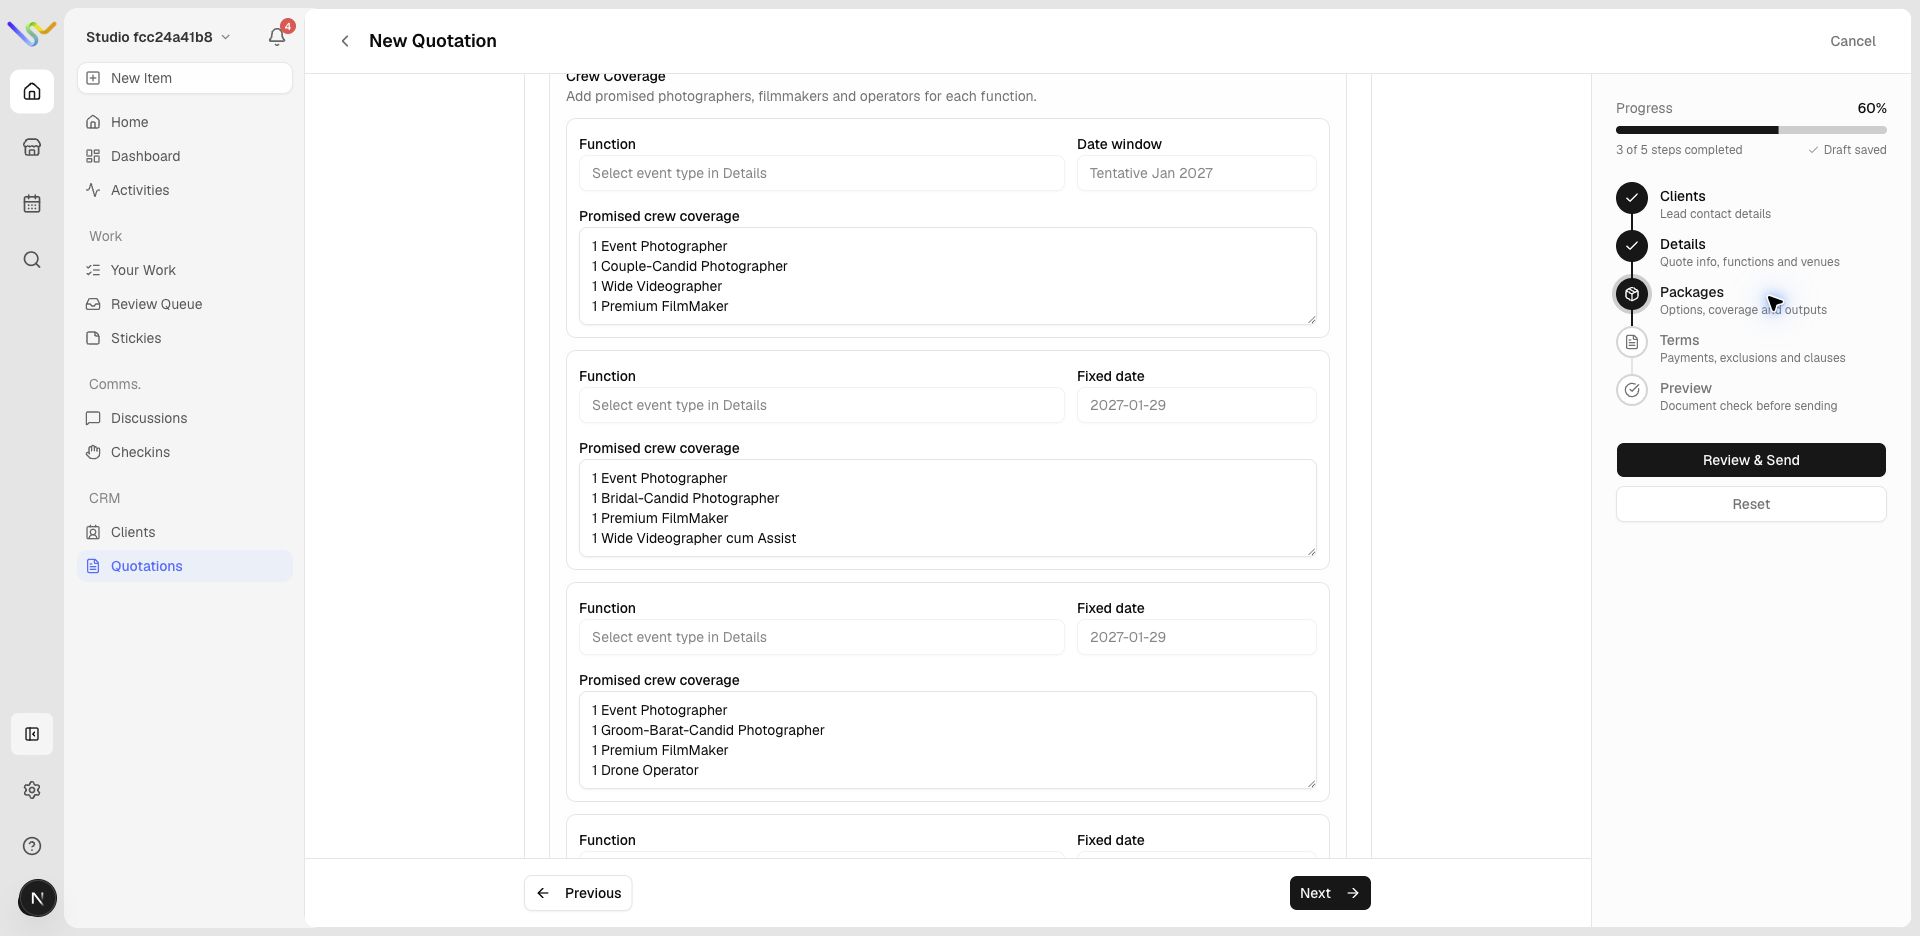 Studio fcc24a41b8
4
New Item
Home
Dashboard
Activities
Work
Your Work
Review Queue
Stickies
Comms.
Discussions
Checkins
CRM
Clients
Quotations
N
New Quotation
Cancel
Crew Coverage
Add promised photographers, filmmakers and operators for each function.
Function
Date window
Select event type in Details
Tentative Jan 2027
Promised crew coverage
1 Event Photographer
1 Couple-Candid Photographer
1 Wide Videographer
1 Premium FilmMaker
Function
Fixed date
Select event type in Details
2027-01-29
Promised crew coverage
1 Event Photographer
1 Bridal-Candid Photographer
1 Premium FilmMaker
1 Wide Videographer cum Assist
Function
Fixed date
Select event type in Details
2027-01-29
Promised crew coverage
1 Event Photographer
1 Groom-Barat-Candid Photographer
1 Premium FilmMaker
1 Drone Operator
Function
Fixed date
Previous
Next
Progress
60%
3 of 5 steps completed
Draft saved
Clients
Lead contact details
Details
Quote info, functions and venues
Packages
Options, coverage and outputs
Terms
Payments, exclusions and clauses
Preview
Document check before sending
Review & Send
Reset